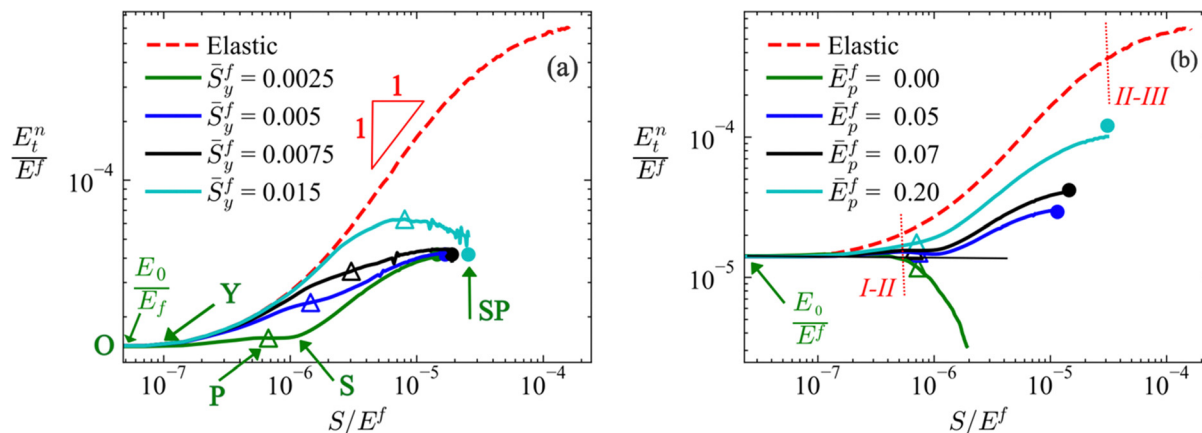 (a)
Elastic
S̄_y^f = 0.0025
S̄_y^f = 0.005
S̄_y^f = 0.0075
S̄_y^f = 0.015
1
1
E_t^n / E^f
10^-4
E_0 / E_f
O
Y
P
S
SP
10^-7 10^-6 10^-5 10^-4
S/E^f
(b)
Elastic
Ē_p^f = 0.00
Ē_p^f = 0.05
Ē_p^f = 0.07
Ē_p^f = 0.20
II-III
E_t^n / E^f
10^-4
10^-5
I-II
E_0 / E^f
10^-7 10^-6 10^-5 10^-4
S/E^f